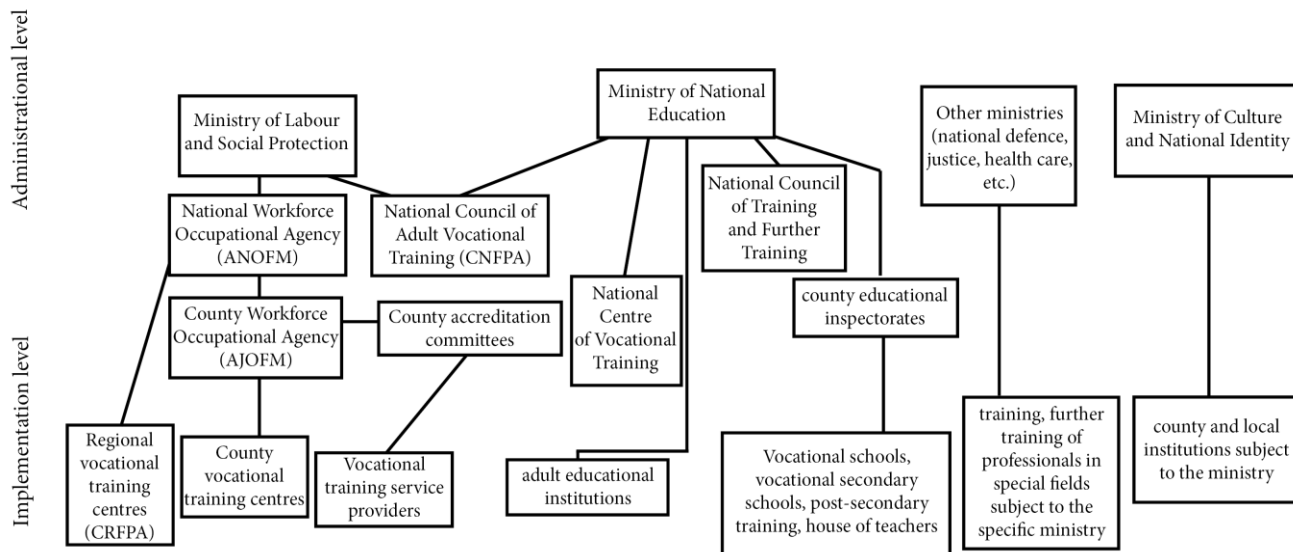 Administrational level
Implementation level
Ministry of Labour
and Social Protection
Ministry of National
Education
Other ministries
(national defence,
justice, health care,
etc.)
Ministry of Culture
and National Identity
National Workforce
Occupational Agency
(ANOFM)
National Council of
Adult Vocational
Training (CNFPA)
National Council
of Training
and Further
Training
National
Centre
of Vocational
Training
county educational
inspectorates
County Workforce
Occupational Agency
(AJOFM)
County accreditation
committees
Regional
vocational
training
centres
(CRFPA)
County
vocational
training centres
Vocational
training service
providers
adult educational
institutions
Vocational schools,
vocational secondary
schools, post-secondary
training, house of teachers
training, further
training of
professionals in
special fields
subject to the
specific ministry
county and local
institutions subject
to the ministry